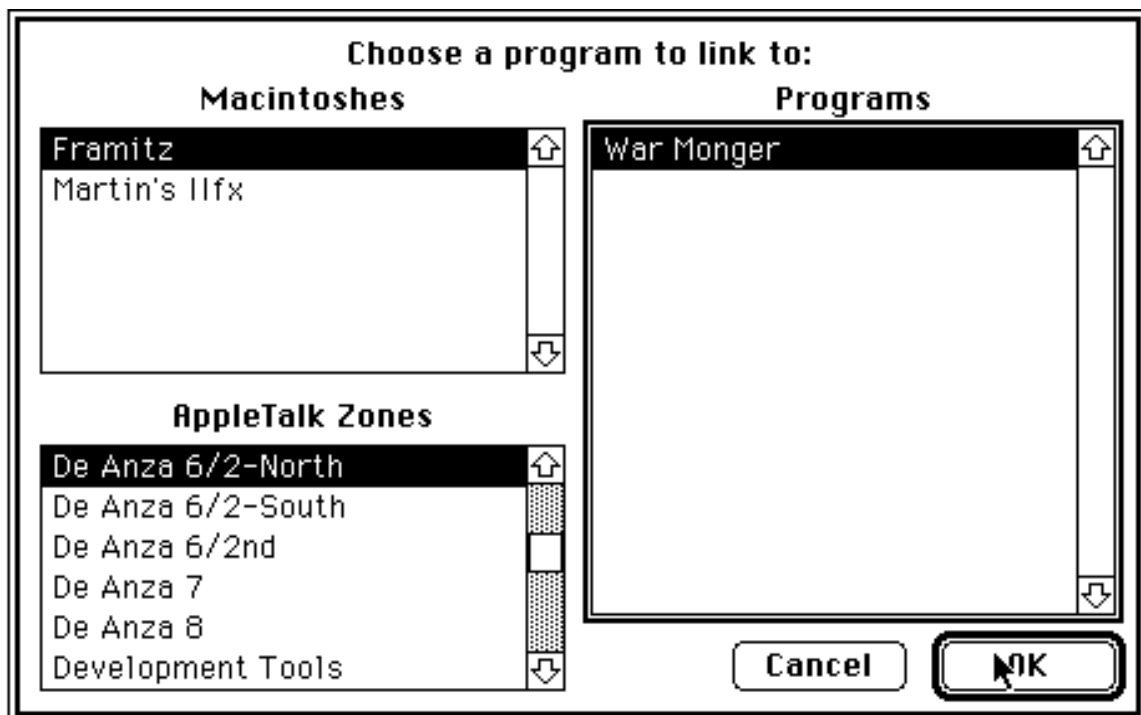 Choose a program to link to:
Macintoshes
Framitz
Martin's IIfx
AppleTalk Zones
De Anza 6/2-North
De Anza 6/2-South
De Anza 6/2nd
De Anza 7
De Anza 8
Development Tools
Programs
War Monger
Cancel
OK